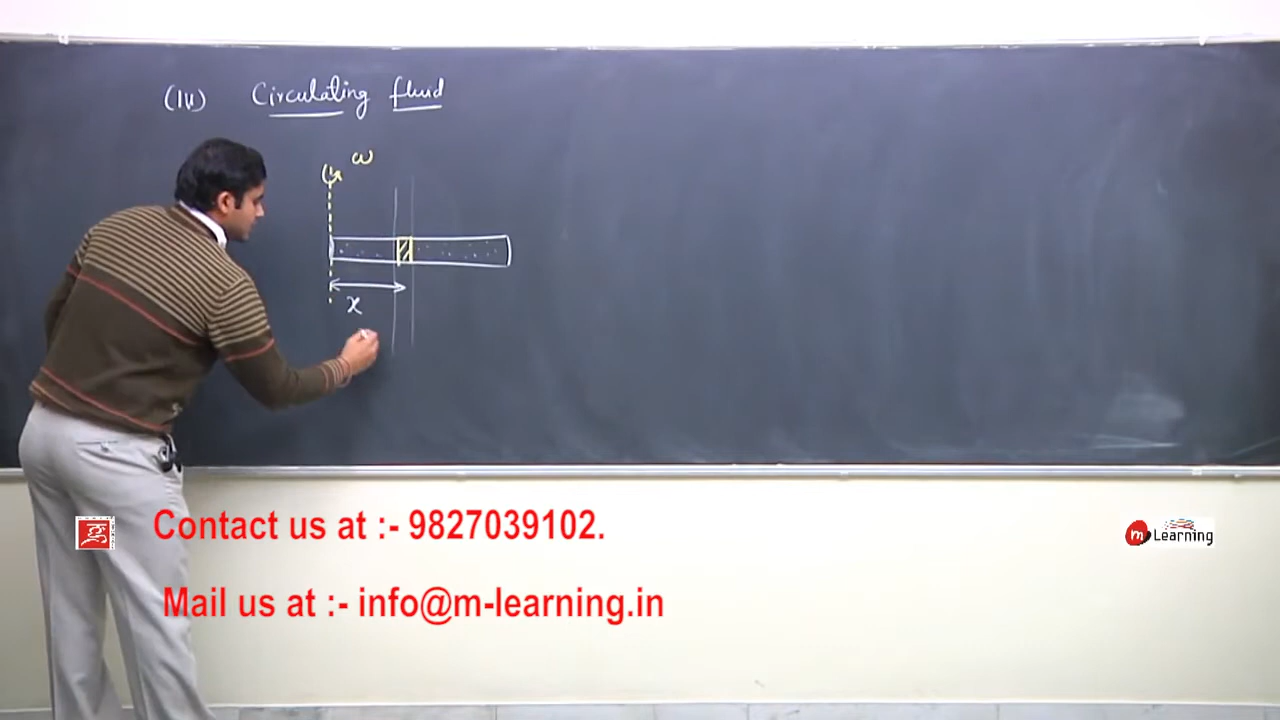 (IV) Circulating fluid
ω
x
Contact us at :- 9827039102.
m Learning
Mail us at :- info@m-learning.in